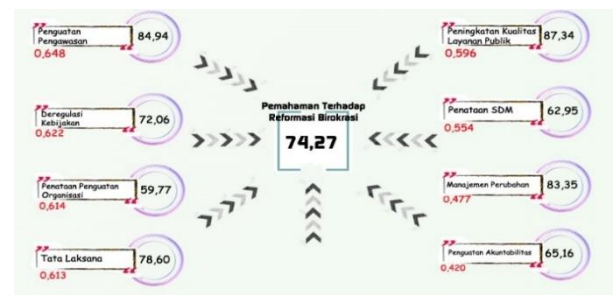 Penguatan
Pengawasan
84,94
0,648
Deregulasi
Kebijakan
72,06
0,622
Penataan Penguatan
Organisasi
59,77
0,614
Tata Laksana
78,60
0,613
Pemahaman Terhadap
Reformasi Birokrasi
74,27
Peningkatan Kualitas
Layanan Publik
87,34
0,596
Penataan SDM
62,95
0,554
Manajemen Perubahan
83,35
0,477
Penguatan Akuntabilitas
65,16
0,420